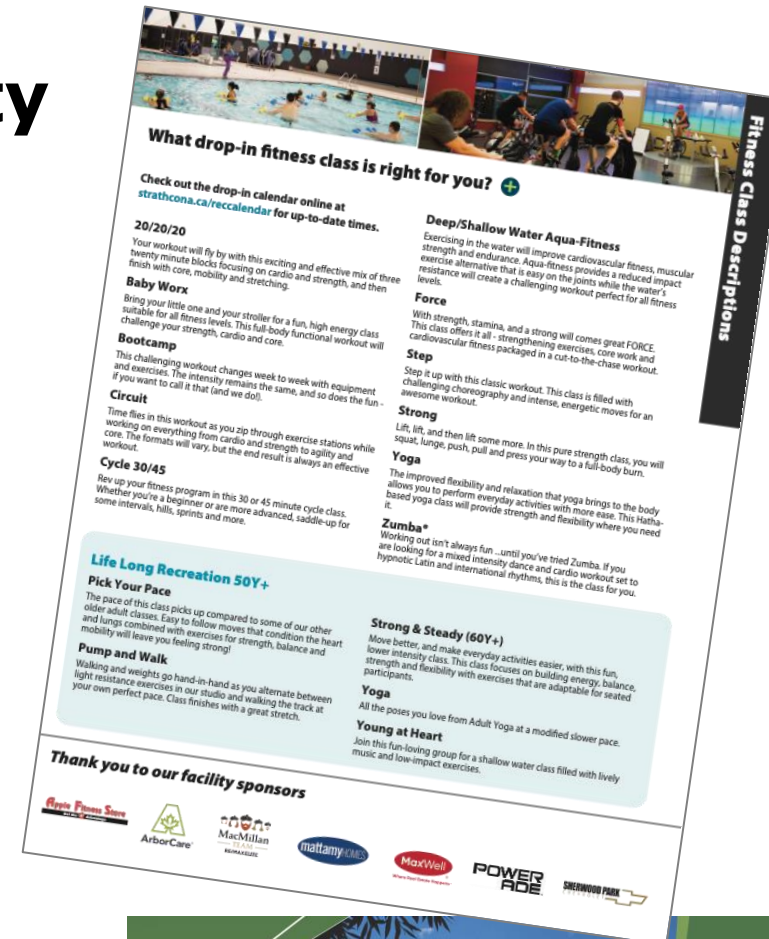 ty
Fitness Class Descriptions
What drop-in fitness class is right for you? +
Check out the drop-in calendar online at
strathcona.ca/reccalendar for up-to-date times.
20/20/20
Your workout will fly by with this exciting and effective mix of three
twenty minute blocks focusing on cardio and strength, and then
finish with core, mobility and stretching.
Baby Worx
Bring your little one and your stroller for a fun, high energy class
suitable for all fitness levels. This full-body functional workout will
challenge your strength, cardio and core.
Bootcamp
This challenging workout changes week to week with equipment
and exercises. The intensity remains the same, and so does the fun -
if you want to call it that (and we do!).
Circuit
Time flies in this workout as you zip through exercise stations while
working on everything from cardio and strength to agility and
core. The formats will vary, but the end result is always an effective
workout.
Cycle 30/45
Rev up your fitness program in this 30 or 45 minute cycle class.
Whether you're a beginner or are more advanced, saddle-up for
some intervals, hills, sprints and more.
Deep/Shallow Water Aqua-Fitness
Exercising in the water will improve cardiovascular fitness, muscular
strength and endurance. Aqua-fitness provides a reduced impact
exercise alternative that is easy on the joints while the water's
resistance will create a challenging workout perfect for all fitness
levels.
Force
With strength, stamina, and a strong will comes great FORCE.
This class offers it all - strengthening exercises, core work and
cardiovascular fitness packaged in a cut-to-the-chase workout.
Step
Step it up with this classic workout. This class is filled with
challenging choreography and intense, energetic moves for an
awesome workout.
Strong
Lift, lift, and then lift some more. In this pure strength class, you will
squat, lunge, push, pull and press your way to a full-body burn.
Yoga
The improved flexibility and relaxation that yoga brings to the body
allows you to perform everyday activities with more ease. This Hatha-
based yoga class will provide strength and flexibility where you need
it.
Zumba®
Working out isn't always fun ...until you've tried Zumba. If you
are looking for a mixed intensity dance and cardio workout set to
hypnotic Latin and international rhythms, this is the class for you.
Life Long Recreation 50Y+
Pick Your Pace
The pace of this class picks up compared to some of our other
older adult classes. Easy to follow moves that condition the heart
and lungs combined with exercises for strength, balance and
mobility will leave you feeling strong!
Pump and Walk
Walking and weights go hand-in-hand as you alternate between
light resistance exercises in our studio and walking the track at
your own perfect pace. Class finishes with a great stretch.
Strong & Steady (60Y+)
Move better, and make everyday activities easier, with this fun,
lower intensity class. This class focuses on building energy, balance,
strength and flexibility with exercises that are adaptable for seated
participants.
Yoga
All the poses you love from Adult Yoga at a modified slower pace.
Young at Heart
Join this fun-loving group for a shallow water class filled with lively
music and low-impact exercises.
Thank you to our facility sponsors
Apple Fitness Store
ArborCare
MacMillan
TEAM
RE/MAX ELITE
mattamyHOMES
MaxWell
POWER
ADE
SHERWOOD PARK